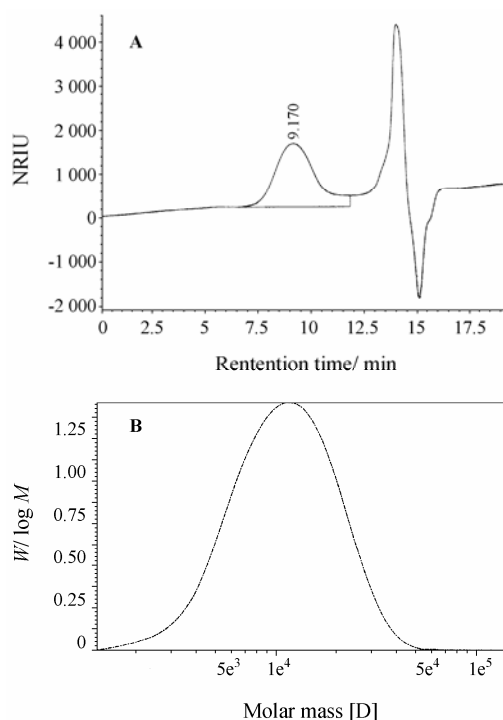 A
4 000
3 000
2 000
1 000
0
-1 000
-2 000
NRIU
9.170
0 2.5 5 7.5 10 12.5 15 17.5
Rentention time/ min
B
1.25
1.00
0.75
0.50
0.25
0
W/ log M
5e³ 1e⁴ 5e⁴ 1e⁵
Molar mass [D]